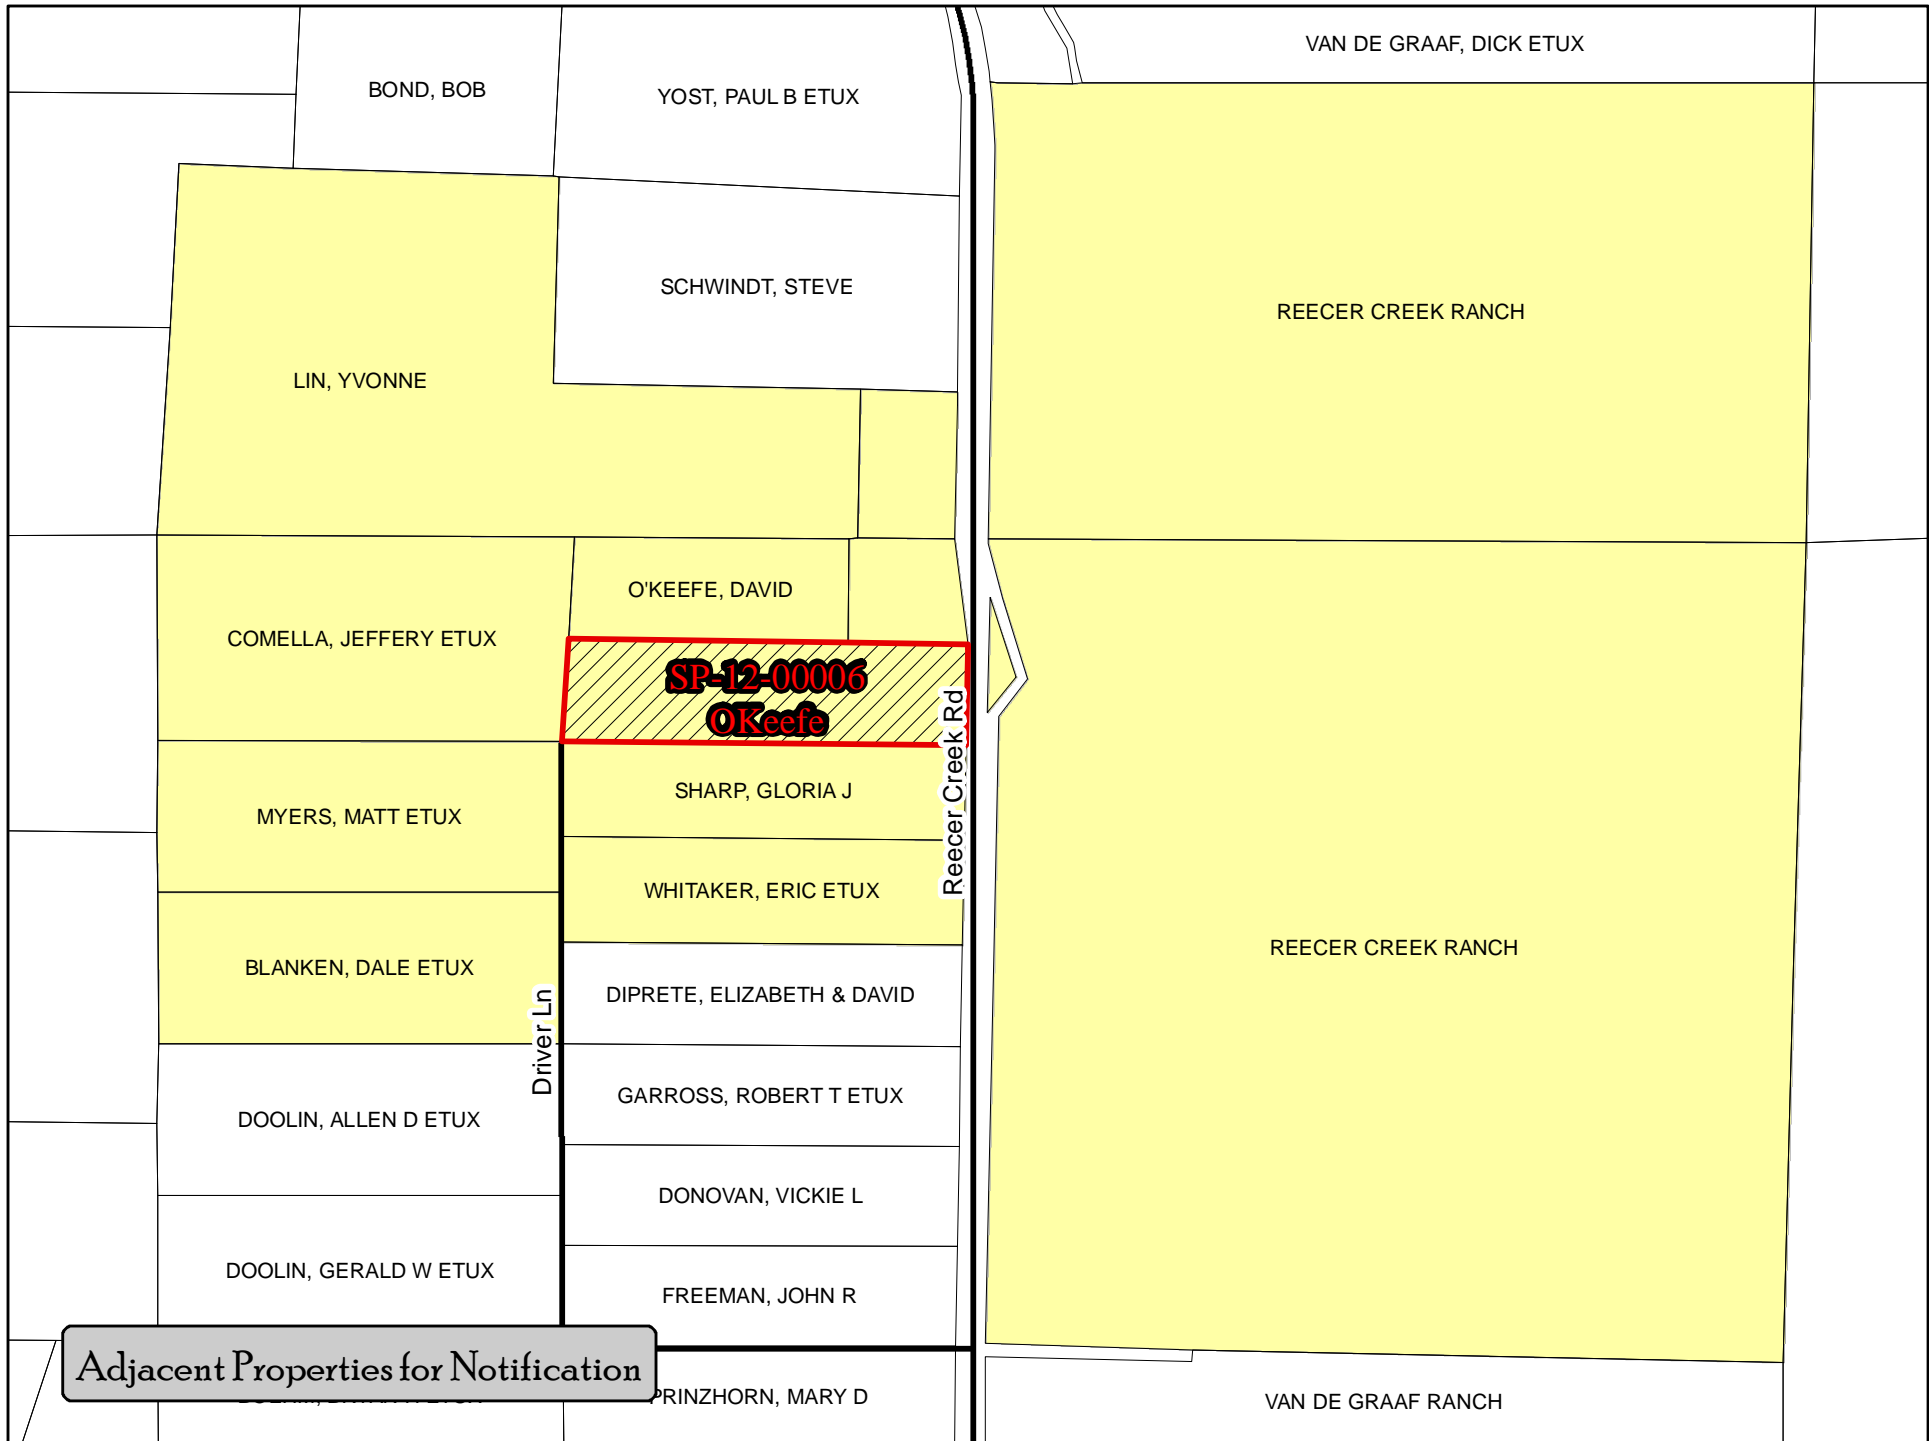 VAN DE GRAAF, DICK ETUX
BOND, BOB
YOST, PAUL B ETUX
SCHWINDT, STEVE
REECER CREEK RANCH
LIN, YVONNE
O'KEEFE, DAVID
COMELLA, JEFFERY ETUX
SP-12-00006
OKeefe
Reecer Creek Rd
SHARP, GLORIA J
MYERS, MATT ETUX
WHITAKER, ERIC ETUX
REECER CREEK RANCH
BLANKEN, DALE ETUX
DIPRETE, ELIZABETH & DAVID
Driver Ln
GARROSS, ROBERT T ETUX
DOOLIN, ALLEN D ETUX
DONOVAN, VICKIE L
DOOLIN, GERALD W ETUX
FREEMAN, JOHN R
Adjacent Properties for Notification
PRINZHORN, MARY D
VAN DE GRAAF RANCH